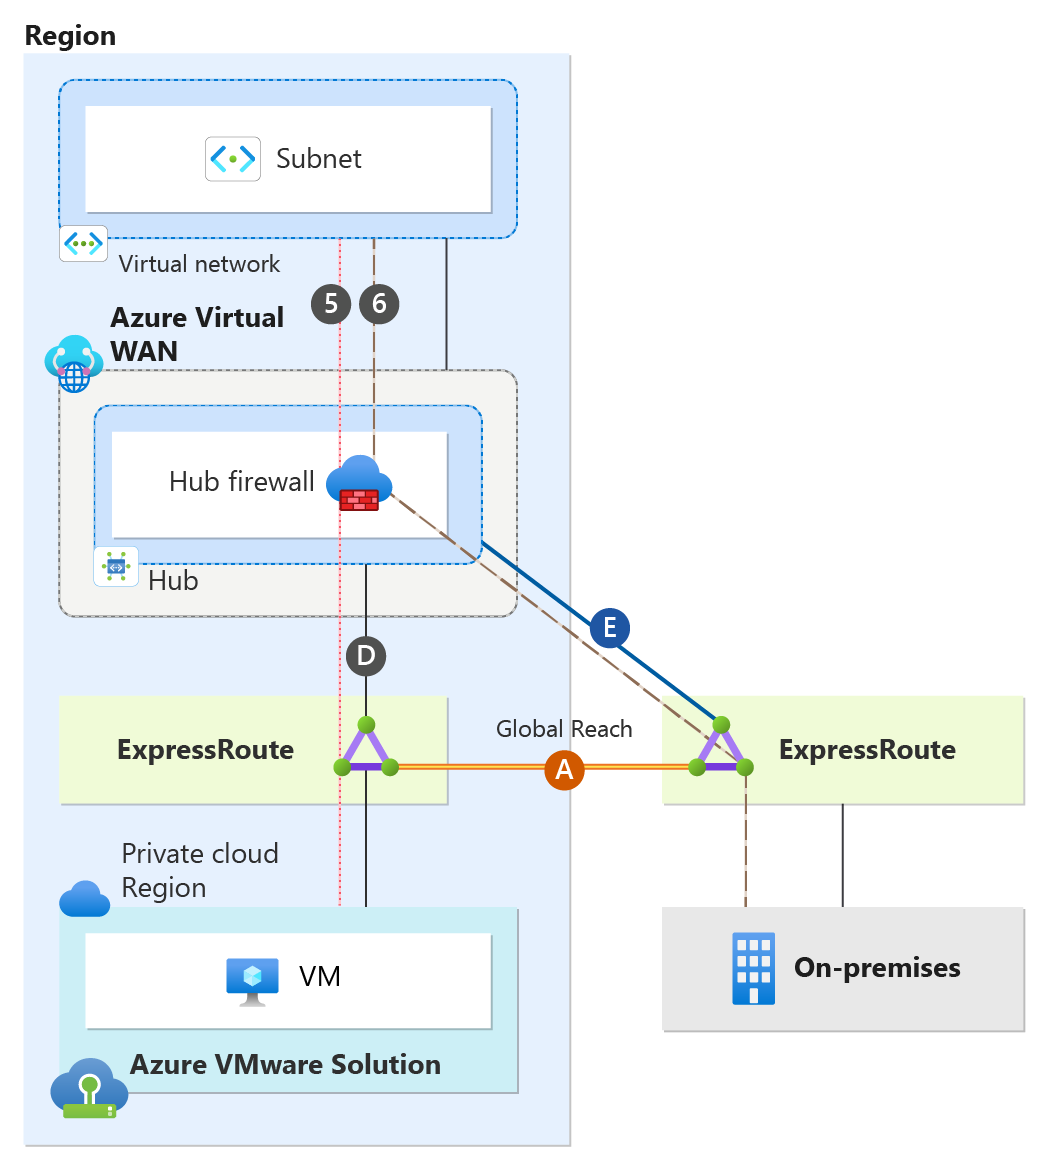 Region
Subnet
Virtual network
5
6
Azure Virtual
WAN
Hub firewall
Hub
E
D
Global Reach
ExpressRoute
A
ExpressRoute
Private cloud
Region
VM
On-premises
Azure VMware Solution